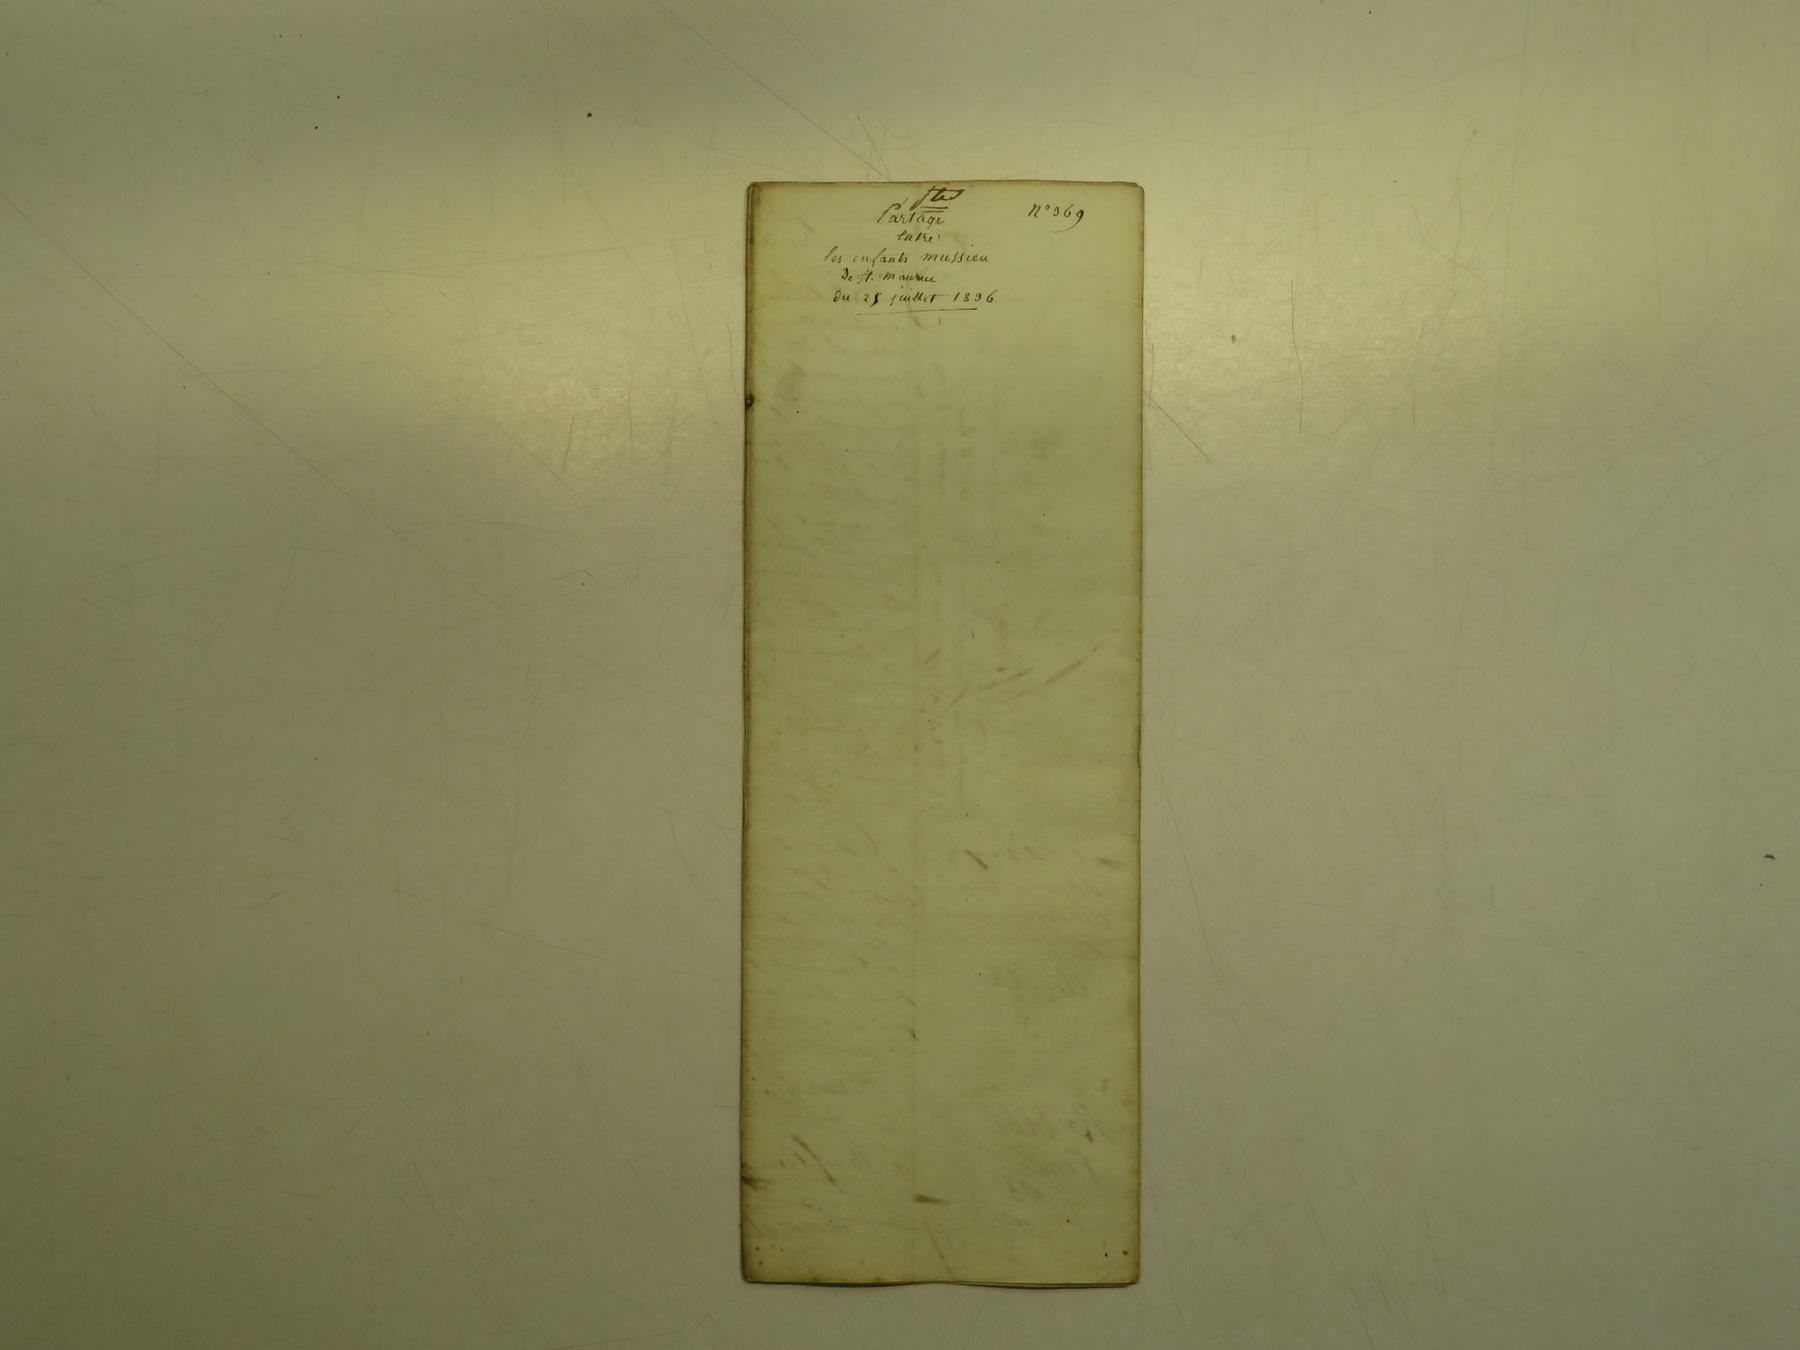 Partage N° 369
entre
les enfants mussieu
De st. maurice
du 25 juillet 1836